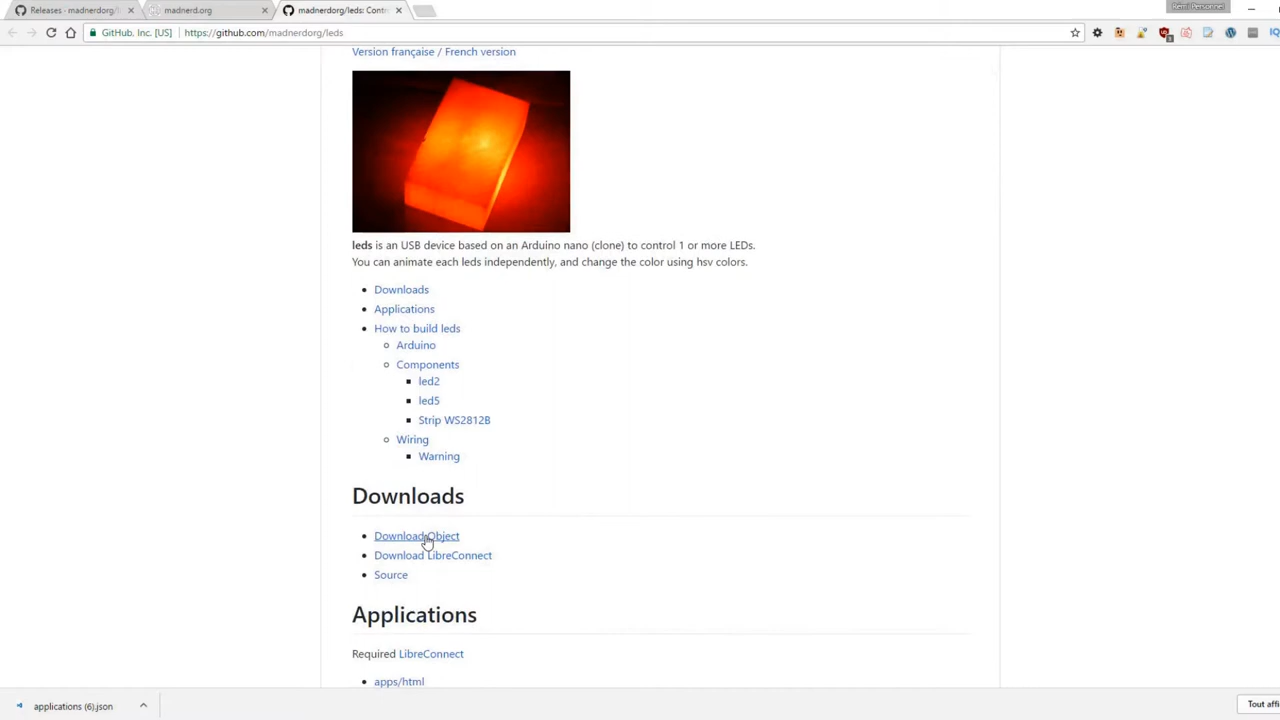 Releases - madnerdorg/l
madnerd.org
madnerdorg/leds: Contr
Rémi Personnel
GitHub, Inc. [US]
https://github.com/madnerdorg/leds
Version française / French version
leds is an USB device based on an Arduino nano (clone) to control 1 or more LEDs.
You can animate each leds independently, and change the color using hsv colors.
Downloads
Applications
How to build leds
Arduino
Components
led2
led5
Strip WS2812B
Wiring
Warning
Downloads
Download Object
Download LibreConnect
Source
Applications
Required LibreConnect
apps/html
applications (6).json
Tout affi